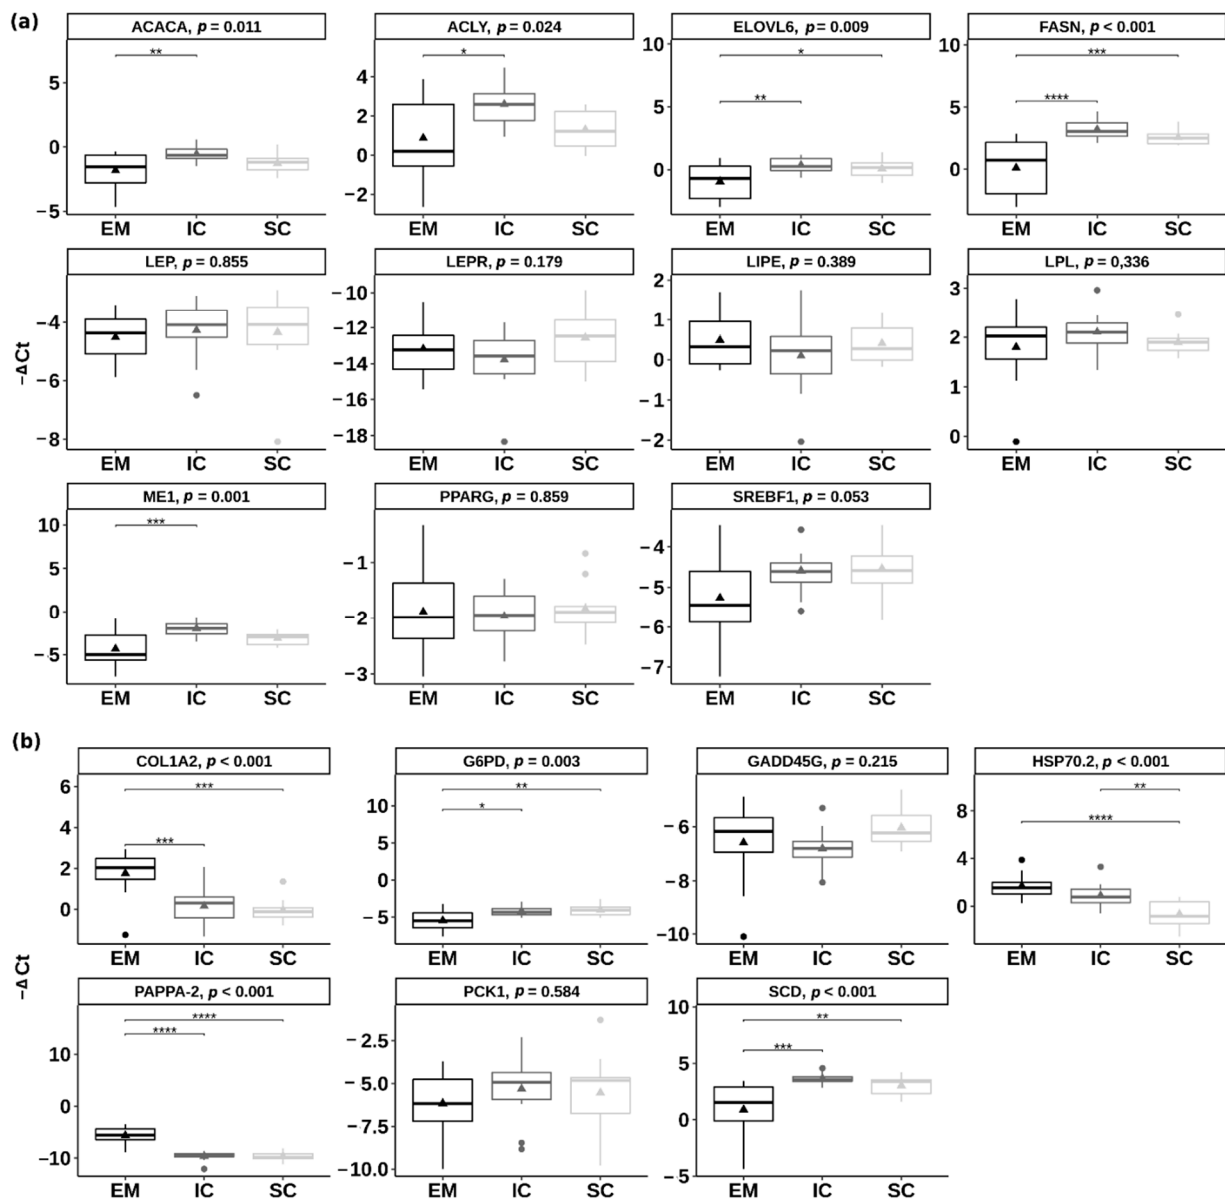 (a)
ACACA, p = 0.011
ACLY, p = 0.024
ELOVL6, p = 0.009
FASN, p < 0.001
**
*
*
**
***
****
5
0
−5
4
2
0
−2
10
5
0
10
5
0
EM IC SC
EM IC SC
EM IC SC
EM IC SC
LEP, p = 0.855
LEPR, p = 0.179
LIPE, p = 0.389
LPL, p = 0,336
−ΔCt
−4
−6
−8
−10
−12
−14
−16
−18
2
1
0
−1
−2
3
2
1
0
EM IC SC
EM IC SC
EM IC SC
EM IC SC
ME1, p = 0.001
PPARG, p = 0.859
SREBF1, p = 0.053
***
10
5
0
−5
−1
−2
−3
−4
−5
−6
−7
EM IC SC
EM IC SC
EM IC SC
(b)
COL1A2, p < 0.001
G6PD, p = 0.003
GADD45G, p = 0.215
HSP70.2, p < 0.001
***
***
**
*
**
****
6
4
2
0
10
5
0
−5
−6
−8
−10
8
4
0
EM IC SC
EM IC SC
EM IC SC
EM IC SC
−ΔCt
PAPPA-2, p < 0.001
PCK1, p = 0.584
SCD, p < 0.001
****
****
**
***
10
0
−10
−2.5
−5.0
−7.5
−10.0
10
5
0
−5
EM IC SC
EM IC SC
EM IC SC